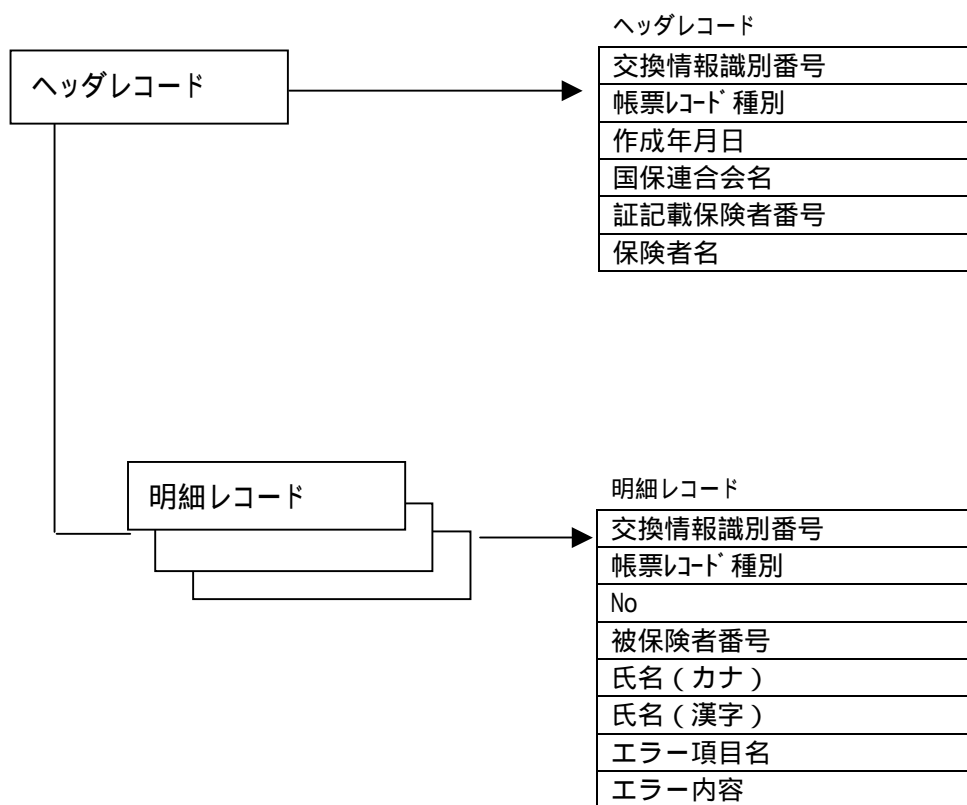 ヘッダレコード
ヘッダレコード
交換情報識別番号
帳票ﾚｺｰﾄﾞ種別
作成年月日
国保連合会名
証記載保険者番号
保険者名
明細レコード
明細レコード
交換情報識別番号
帳票ﾚｺｰﾄﾞ種別
No
被保険者番号
氏名（カナ）
氏名（漢字）
エラー項目名
エラー内容